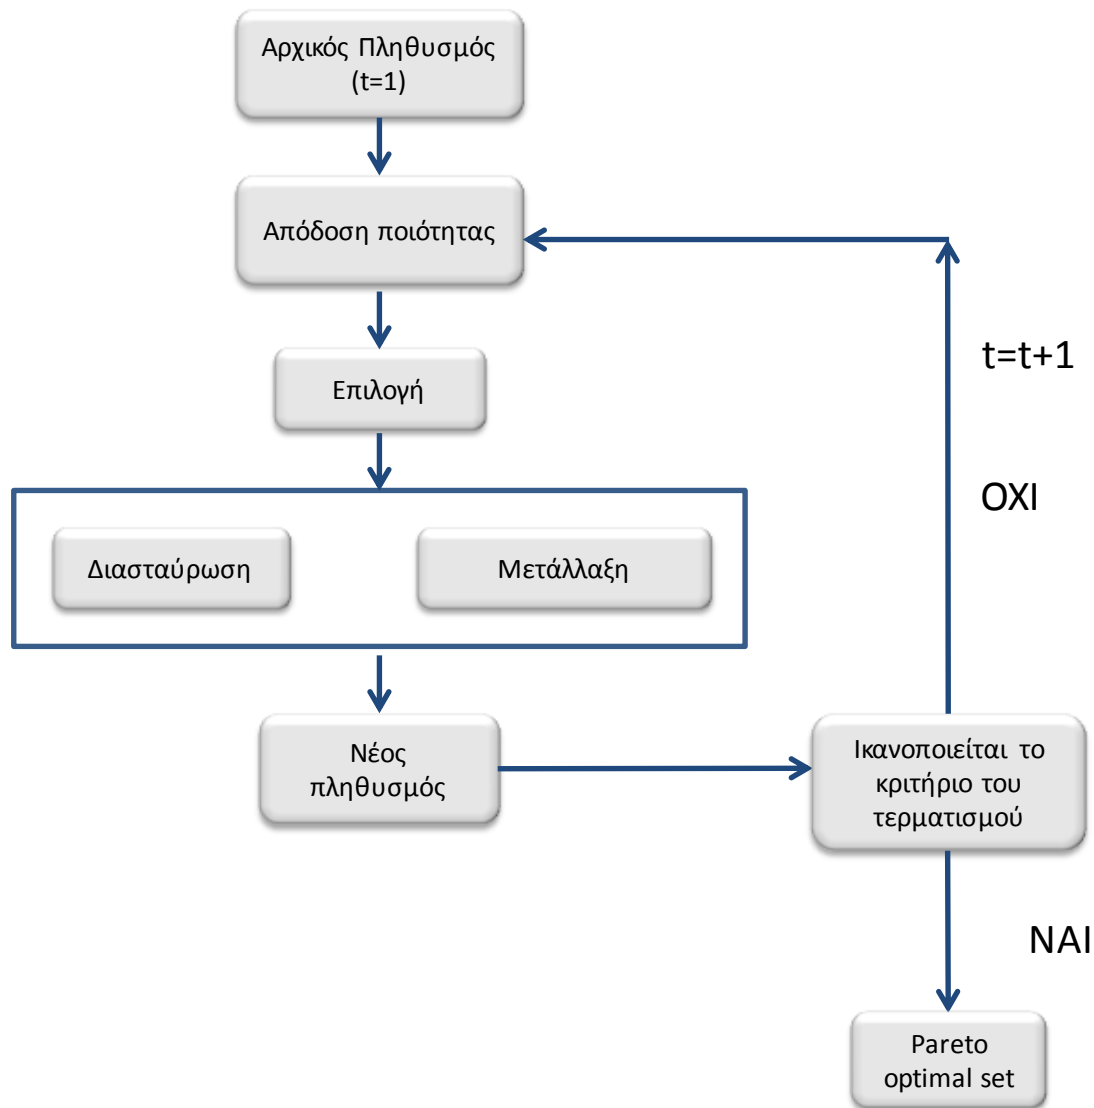 Αρχικός Πληθυσμός
(t=1)
Απόδοση ποιότητας
t=t+1
Επιλογή
ΟΧΙ
Διασταύρωση
Μετάλλαξη
Νέος
πληθυσμός
Ικανοποιείται το
κριτήριο του
τερματισμού
ΝΑΙ
Pareto
optimal set